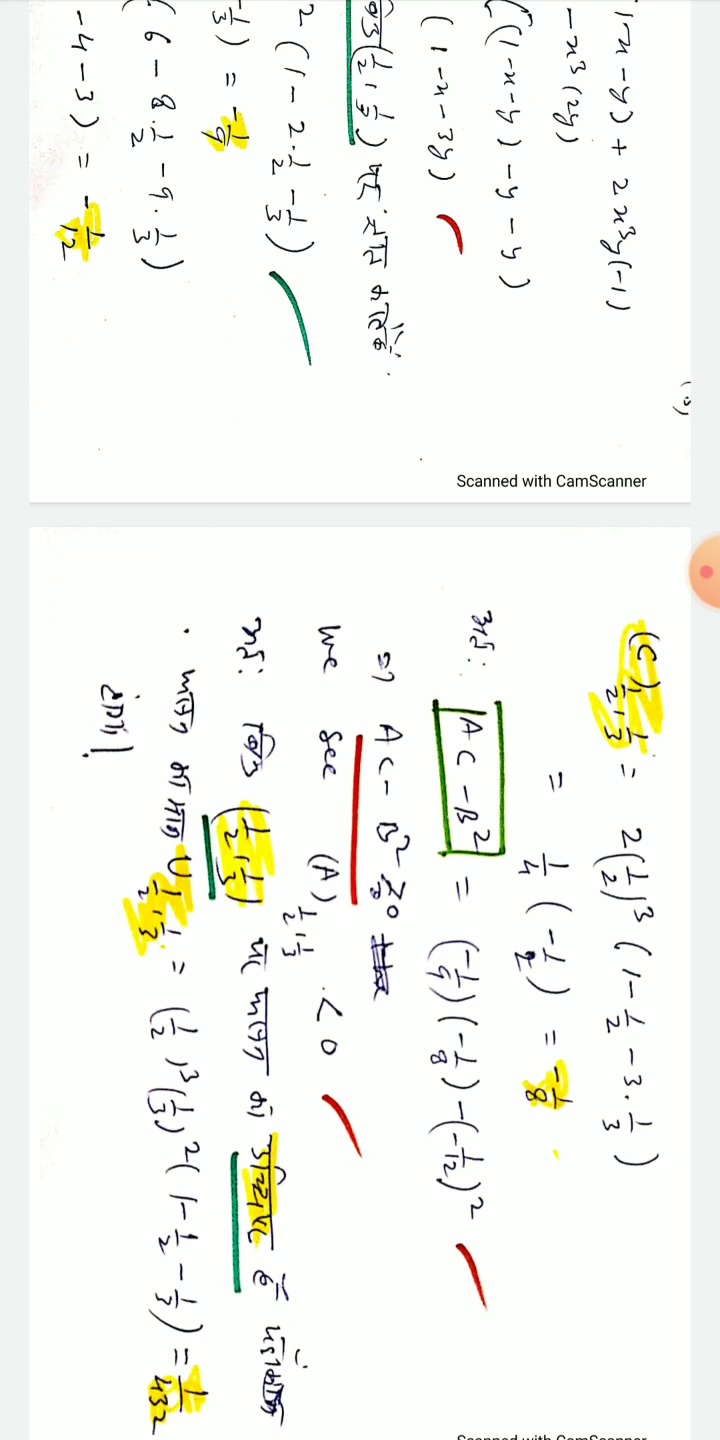 1-x-y) + 2x³y(-1)
-x³(2y)
[(1-x-y) -y - y)
(1-x-3y)
बिन्दु (1/2, 1/3) पर
2(1 - 2·1/2 - 1/3)
1/3) = -1/9
(6 - 8·1/2 - 9·1/3)
-4-3) = -1/12
Scanned with CamScanner
(C)1/2,1/3 = 2(1/2)³ (1 - 1/2 - 3·1/3)
= 1/4 (-1/2) = -1/8
अतः AC - B² = (-1/9)(-1/8) - (-1/12)²
=> AC - B² > 0
We see (A)1/2,1/3 < 0
अतः बिन्दु (1/2, 1/3) पर फलन का उच्चिष्ट है
फलन का मान U1/2,1/3 = (1/2)³(1/3)²(1 - 1/2 - 1/3) = 1/432
होगा।
Scanned with CamScanner